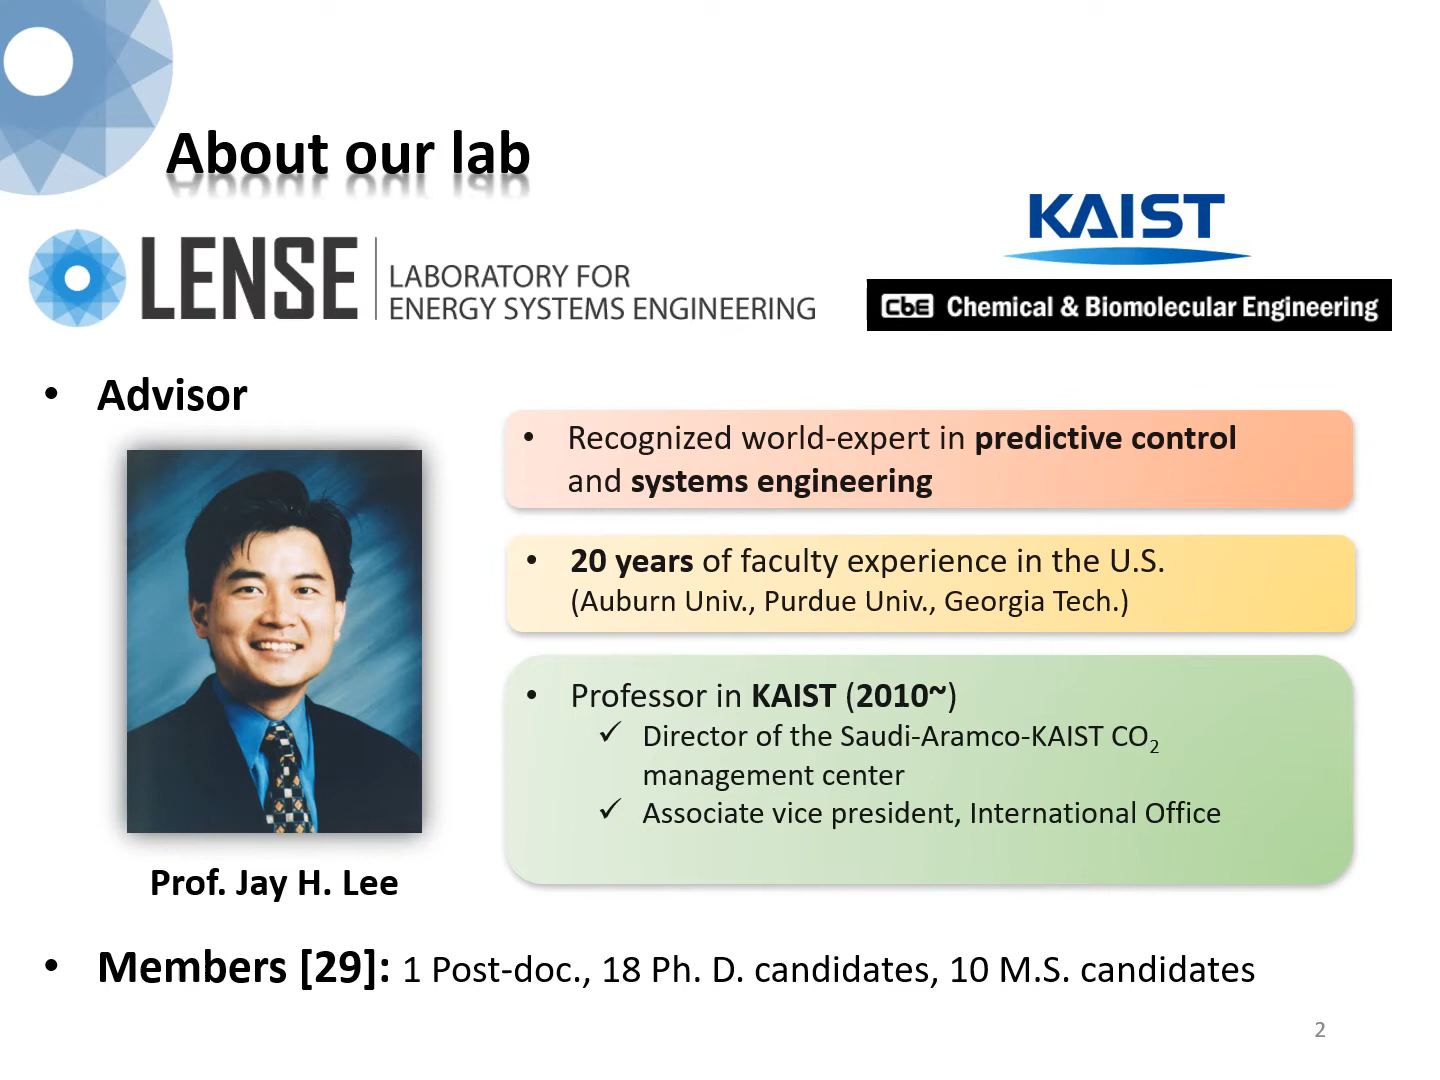 About our lab
LENSE
LABORATORY FOR
ENERGY SYSTEMS ENGINEERING
KAIST
CbE Chemical & Biomolecular Engineering
• Advisor
• Recognized world-expert in predictive control
and systems engineering
• 20 years of faculty experience in the U.S.
(Auburn Univ., Purdue Univ., Georgia Tech.)
• Professor in KAIST (2010~)
✓ Director of the Saudi-Aramco-KAIST CO₂
management center
✓ Associate vice president, International Office
Prof. Jay H. Lee
• Members [29]: 1 Post-doc., 18 Ph. D. candidates, 10 M.S. candidates
2